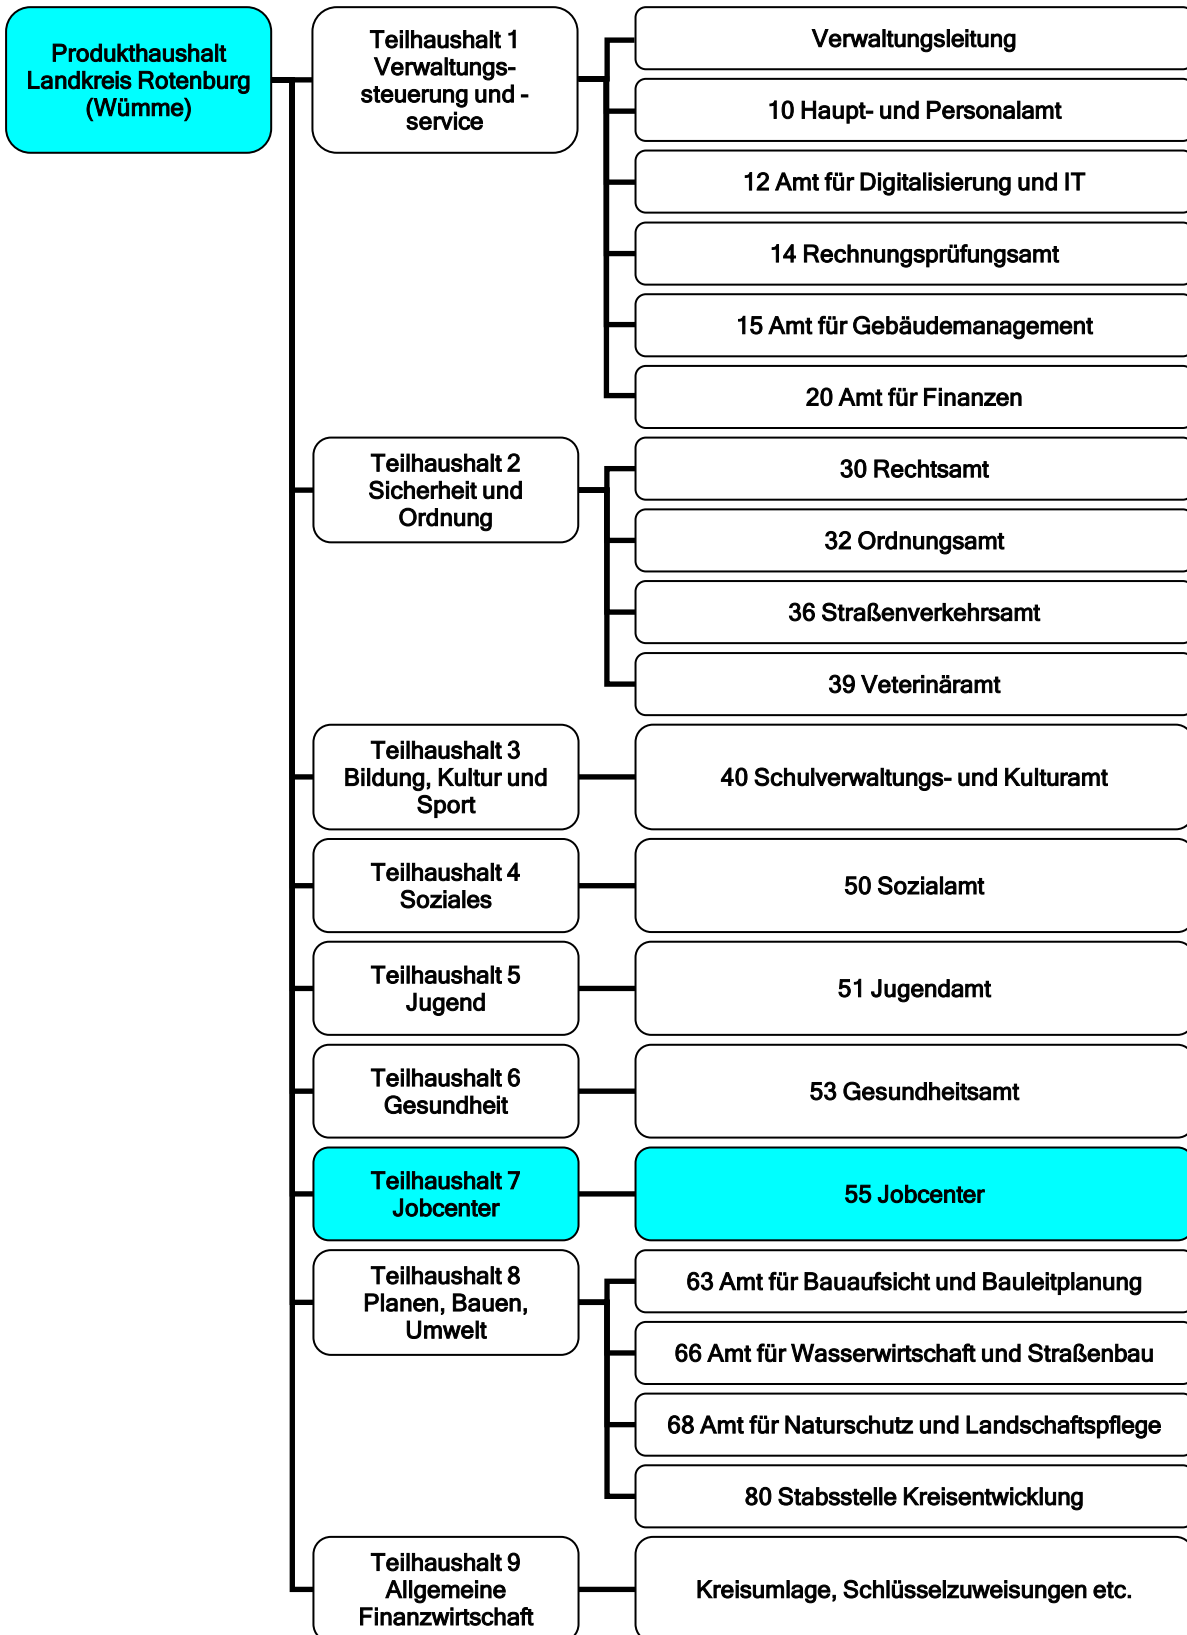 Produkthaushalt
Landkreis Rotenburg
(Wümme)
Teilhaushalt 1
Verwaltungs-
steuerung und -
service
Verwaltungsleitung
10 Haupt- und Personalamt
12 Amt für Digitalisierung und IT
14 Rechnungsprüfungsamt
15 Amt für Gebäudemanagement
20 Amt für Finanzen
Teilhaushalt 2
Sicherheit und
Ordnung
30 Rechtsamt
32 Ordnungsamt
36 Straßenverkehrsamt
39 Veterinäramt
Teilhaushalt 3
Bildung, Kultur und
Sport
40 Schulverwaltungs- und Kulturamt
Teilhaushalt 4
Soziales
50 Sozialamt
Teilhaushalt 5
Jugend
51 Jugendamt
Teilhaushalt 6
Gesundheit
53 Gesundheitsamt
Teilhaushalt 7
Jobcenter
55 Jobcenter
Teilhaushalt 8
Planen, Bauen,
Umwelt
63 Amt für Bauaufsicht und Bauleitplanung
66 Amt für Wasserwirtschaft und Straßenbau
68 Amt für Naturschutz und Landschaftspflege
80 Stabsstelle Kreisentwicklung
Teilhaushalt 9
Allgemeine
Finanzwirtschaft
Kreisumlage, Schlüsselzuweisungen etc.